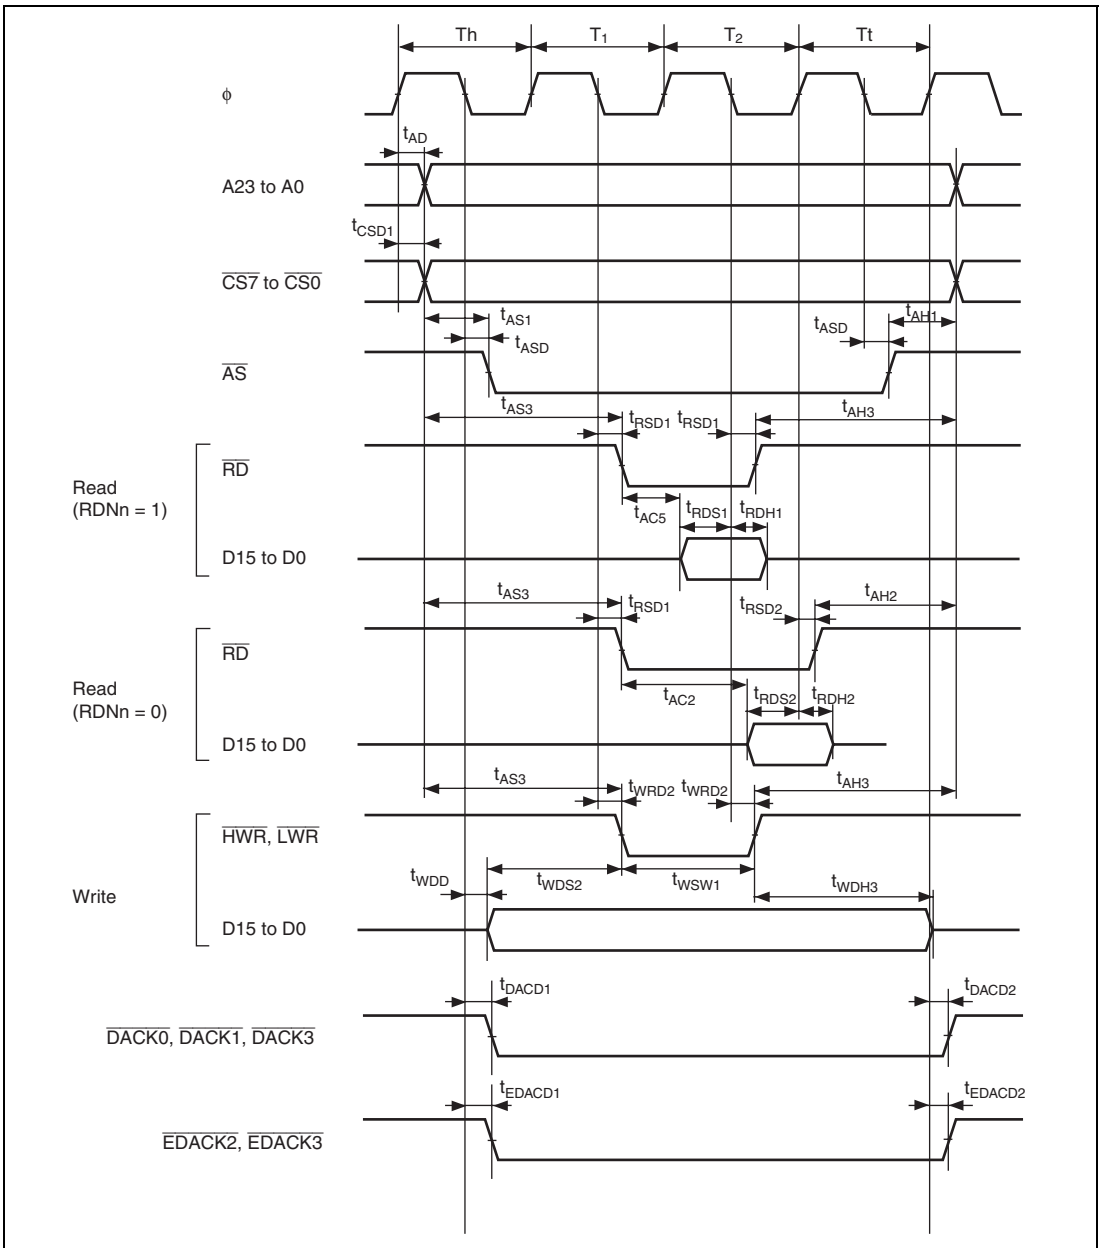 Th T1 T2 Tt
φ
tAD
A23 to A0
tCSD1
CS7 to CS0
tAS1 tASD tASD tAH1
AS
tAS3 tRSD1 tRSD1 tAH3
RD
Read
(RDNn = 1)
tAC5 tRDS1 tRDH1
D15 to D0
tAS3 tRSD1 tRSD2 tAH2
RD
Read
(RDNn = 0)
tAC2 tRDS2 tRDH2
D15 to D0
tAS3 tWRD2 tWRD2 tAH3
HWR, LWR
tWDD tWDS2 tWSW1 tWDH3
Write
D15 to D0
tDACD1 tDACD2
DACK0, DACK1, DACK3
tEDACD1 tEDACD2
EDACK2, EDACK3